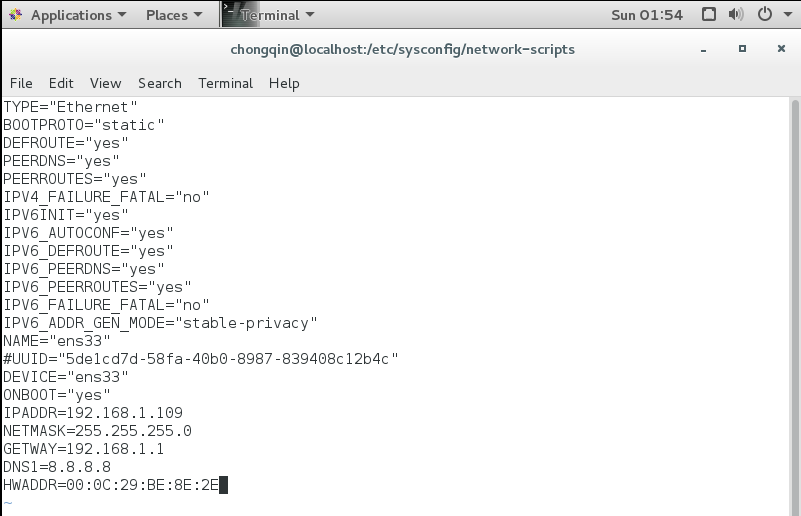 Applications Places Terminal Sun 01:54
chongqin@localhost:/etc/sysconfig/network-scripts
File Edit View Search Terminal Help
TYPE="Ethernet"
BOOTPROTO="static"
DEFROUTE="yes"
PEERDNS="yes"
PEERROUTES="yes"
IPV4_FAILURE_FATAL="no"
IPV6INIT="yes"
IPV6_AUTOCONF="yes"
IPV6_DEFROUTE="yes"
IPV6_PEERDNS="yes"
IPV6_PEERROUTES="yes"
IPV6_FAILURE_FATAL="no"
IPV6_ADDR_GEN_MODE="stable-privacy"
NAME="ens33"
#UUID="5de1cd7d-58fa-40b0-8987-839408c12b4c"
DEVICE="ens33"
ONBOOT="yes"
IPADDR=192.168.1.109
NETMASK=255.255.255.0
GETWAY=192.168.1.1
DNS1=8.8.8.8
HWADDR=00:0C:29:BE:8E:2E
~